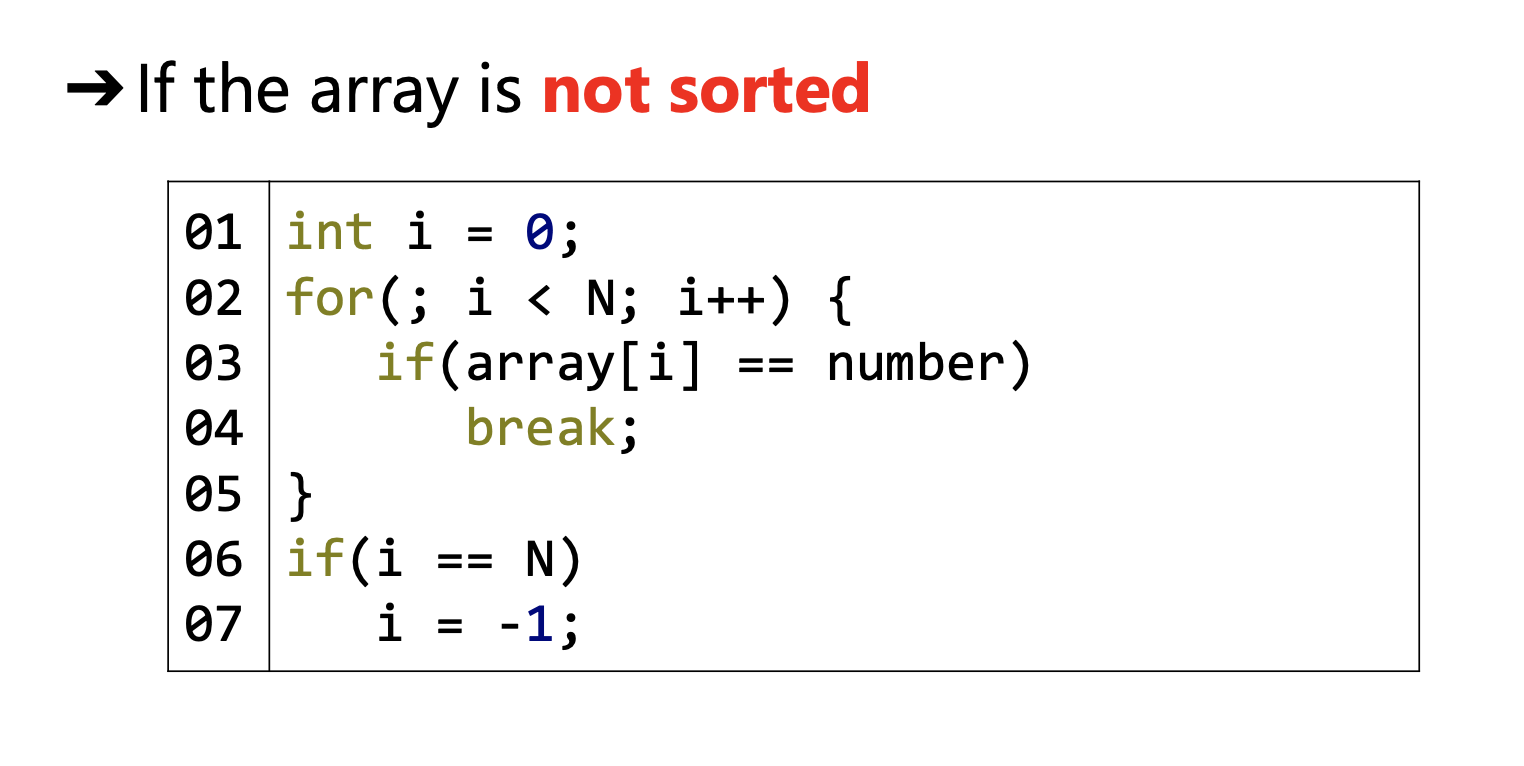 ➔If the array is not sorted
01 int i = 0;
02 for(; i < N; i++) {
03    if(array[i] == number)
04       break;
05 }
06 if(i == N)
07    i = -1;